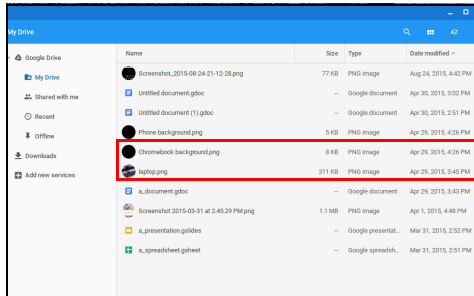 My Drive
Name Size Type Date modified
Google Drive
My Drive
Shared with me
Recent
Offline
Downloads
Add new services
Screenshot_2015-08-24-21-12-28.png 77 KB PNG image Aug 24, 2015, 4:42 PM
Untitled document.gdoc -- Google document Apr 30, 2015, 3:02 PM
Untitled document (1).gdoc -- Google document Apr 30, 2015, 2:51 PM
Phone background.png 5 KB PNG image Apr 29, 2015, 4:26 PM
Chromebook background.png 8 KB PNG image Apr 29, 2015, 4:26 PM
laptop.png 311 KB PNG image Apr 29, 2015, 3:45 PM
a_document.gdoc -- Google document Apr 29, 2015, 3:43 PM
Screenshot 2015-03-31 at 2.45.29 PM.png 1.1 MB PNG image Apr 1, 2015, 4:48 PM
a_presentation.gslides -- Google presentat... Mar 31, 2015, 2:52 PM
a_spreadsheet.gsheet -- Google spreadsh... Mar 31, 2015, 2:51 PM